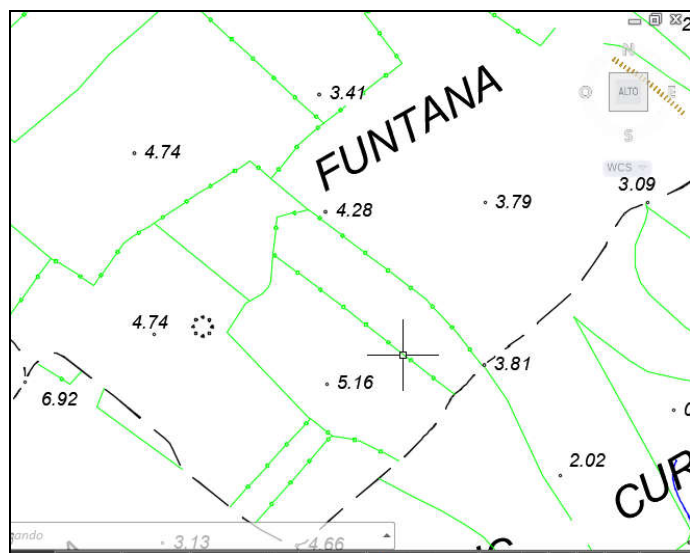 N
O ALTO E
S
WCS
3.41
FUNTANA
4.74
3.09
4.28
3.79
4.74
3.81
5.16
6.92
2.02
CUR
gando
3.13
4.66